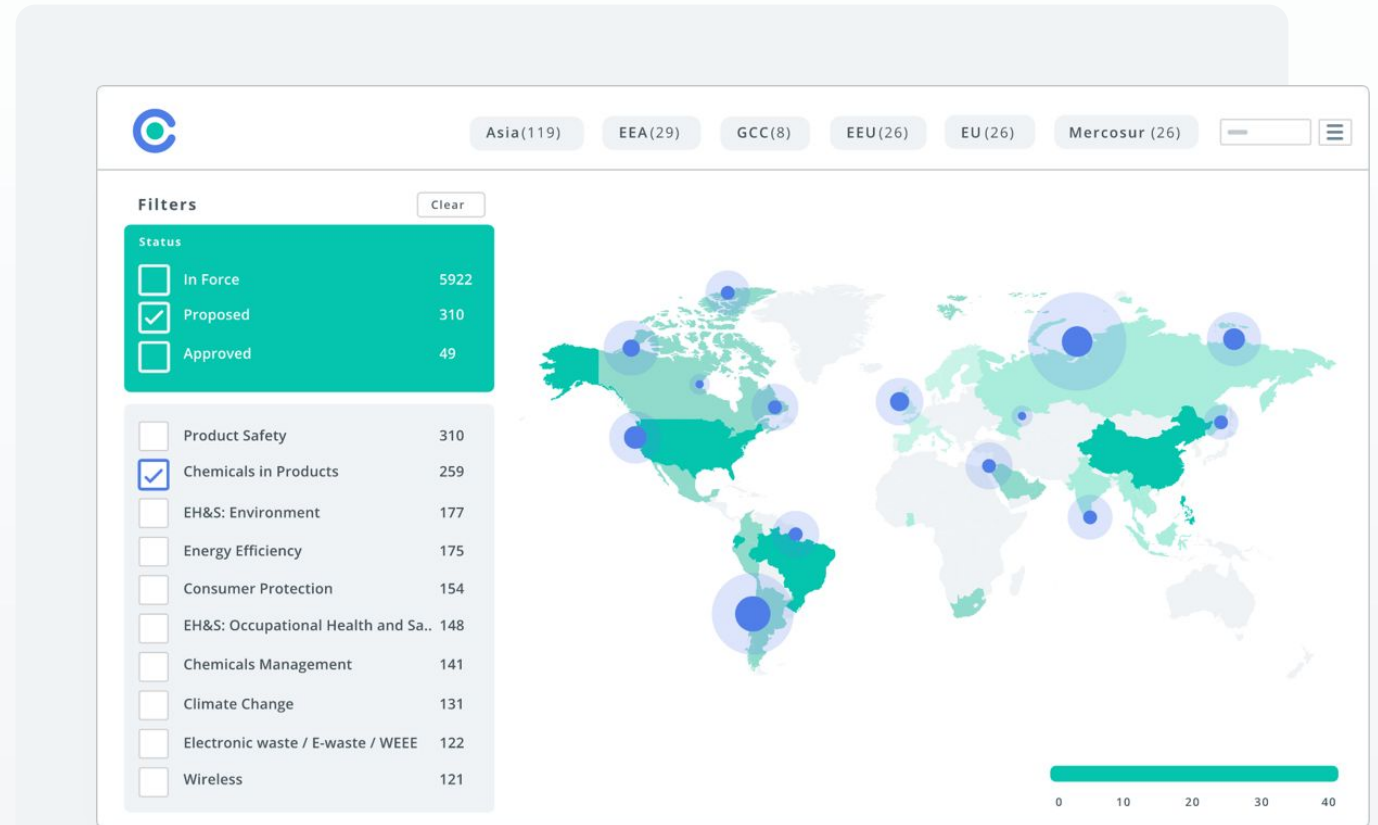 Asia(119) EEA(29) GCC(8) EEU(26) EU(26) Mercosur (26)
Filters Clear
Status
In Force 5922
Proposed 310
Approved 49
Product Safety 310
Chemicals in Products 259
EH&S: Environment 177
Energy Efficiency 175
Consumer Protection 154
EH&S: Occupational Health and Sa.. 148
Chemicals Management 141
Climate Change 131
Electronic waste / E-waste / WEEE 122
Wireless 121
0 10 20 30 40